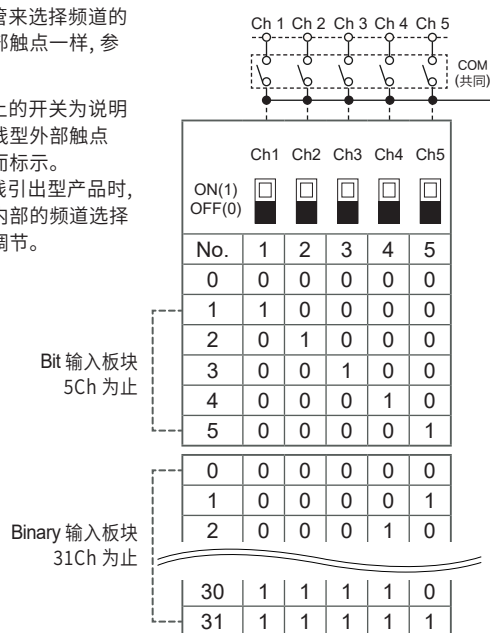 管来选择频道的
部触点一样, 参
上的开关为说明
线型外部触点
而标示。
线引出型产品时,
内部的频道选择
调节。
Ch 1 Ch 2 Ch 3 Ch 4 Ch 5
COM
(共同)
Ch1 Ch2 Ch3 Ch4 Ch5
ON(1)
OFF(0)
No. 1 2 3 4 5
0 0 0 0 0 0
1 1 0 0 0 0
2 0 1 0 0 0
3 0 0 1 0 0
4 0 0 0 1 0
5 0 0 0 0 1
Bit 输入板块
5Ch 为止
0 0 0 0 0 0
1 0 0 0 0 1
2 0 0 0 1 0
Binary 输入板块
31Ch 为止
30 1 1 1 1 0
31 1 1 1 1 1